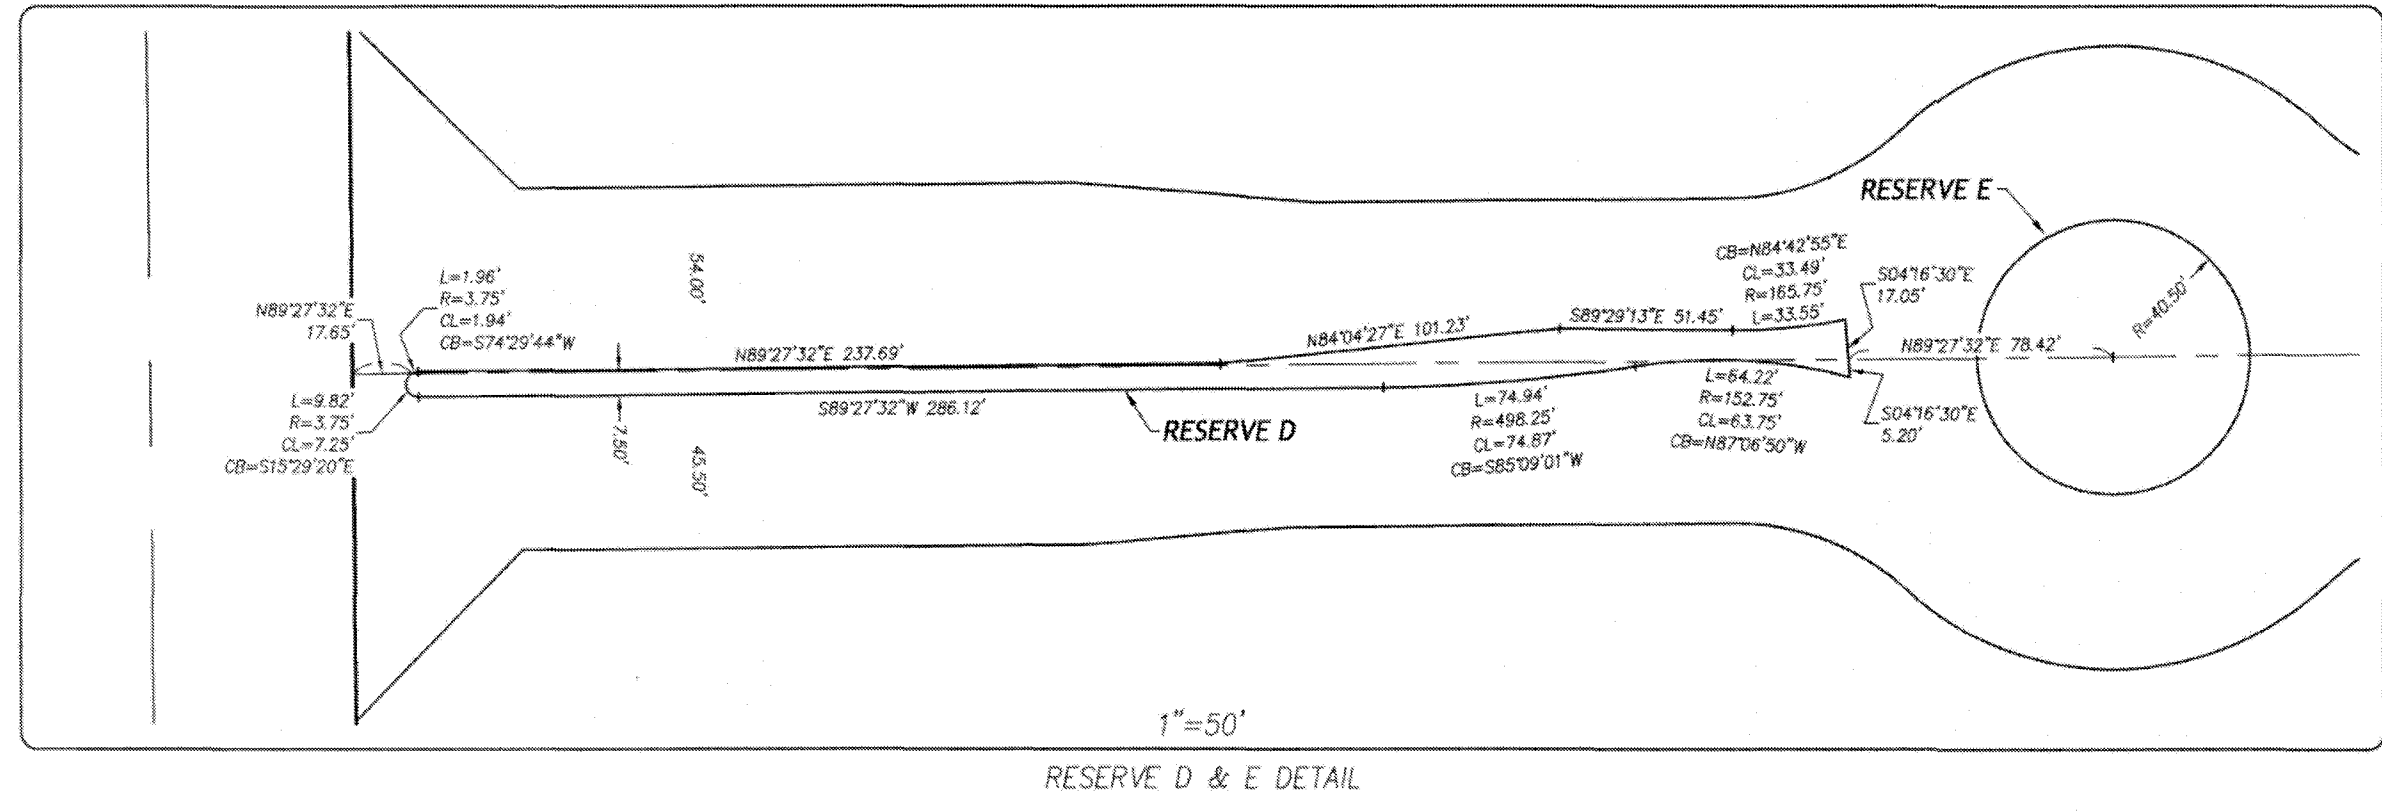 N89°27'32"E
17.65'
L=1.96'
R=3.75'
CL=1.94'
CB=S74°29'44"W
L=9.82'
R=3.75'
CL=7.25'
CB=S15°29'20"E
54.00'
45.50'
7.50'
N89°27'32"E 237.69'
S89°27'32"W 286.12'
RESERVE D
N84°04'27"E 101.23'
S89°29'13"E 51.45'
CB=N84°42'55"E
CL=33.49'
R=165.75'
L=33.55'
S04°16'30"E
17.05'
RESERVE E
R=40.50'
N89°27'32"E 78.42'
L=74.94'
R=498.25'
CL=74.87'
CB=S85°09'01"W
L=64.22'
R=152.75'
CL=63.75'
CB=N87°06'50"W
S04°16'30"E
5.20'
1"=50'
RESERVE D & E DETAIL